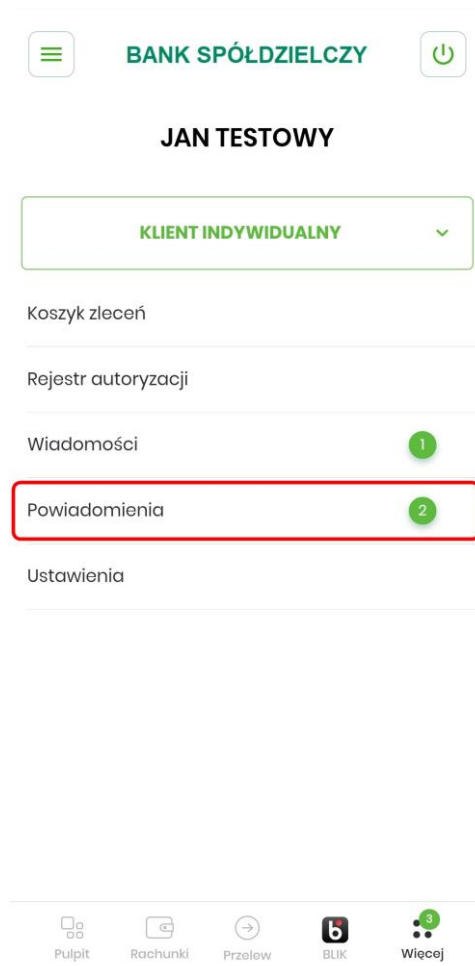 BANK SPÓŁDZIELCZY
JAN TESTOWY
KLIENT INDYWIDUALNY
Koszyk zleceń
Rejestr autoryzacji
Wiadomości 1
Powiadomienia 2
Ustawienia
3
Pulpit Rachunki Przelew BLIK Więcej